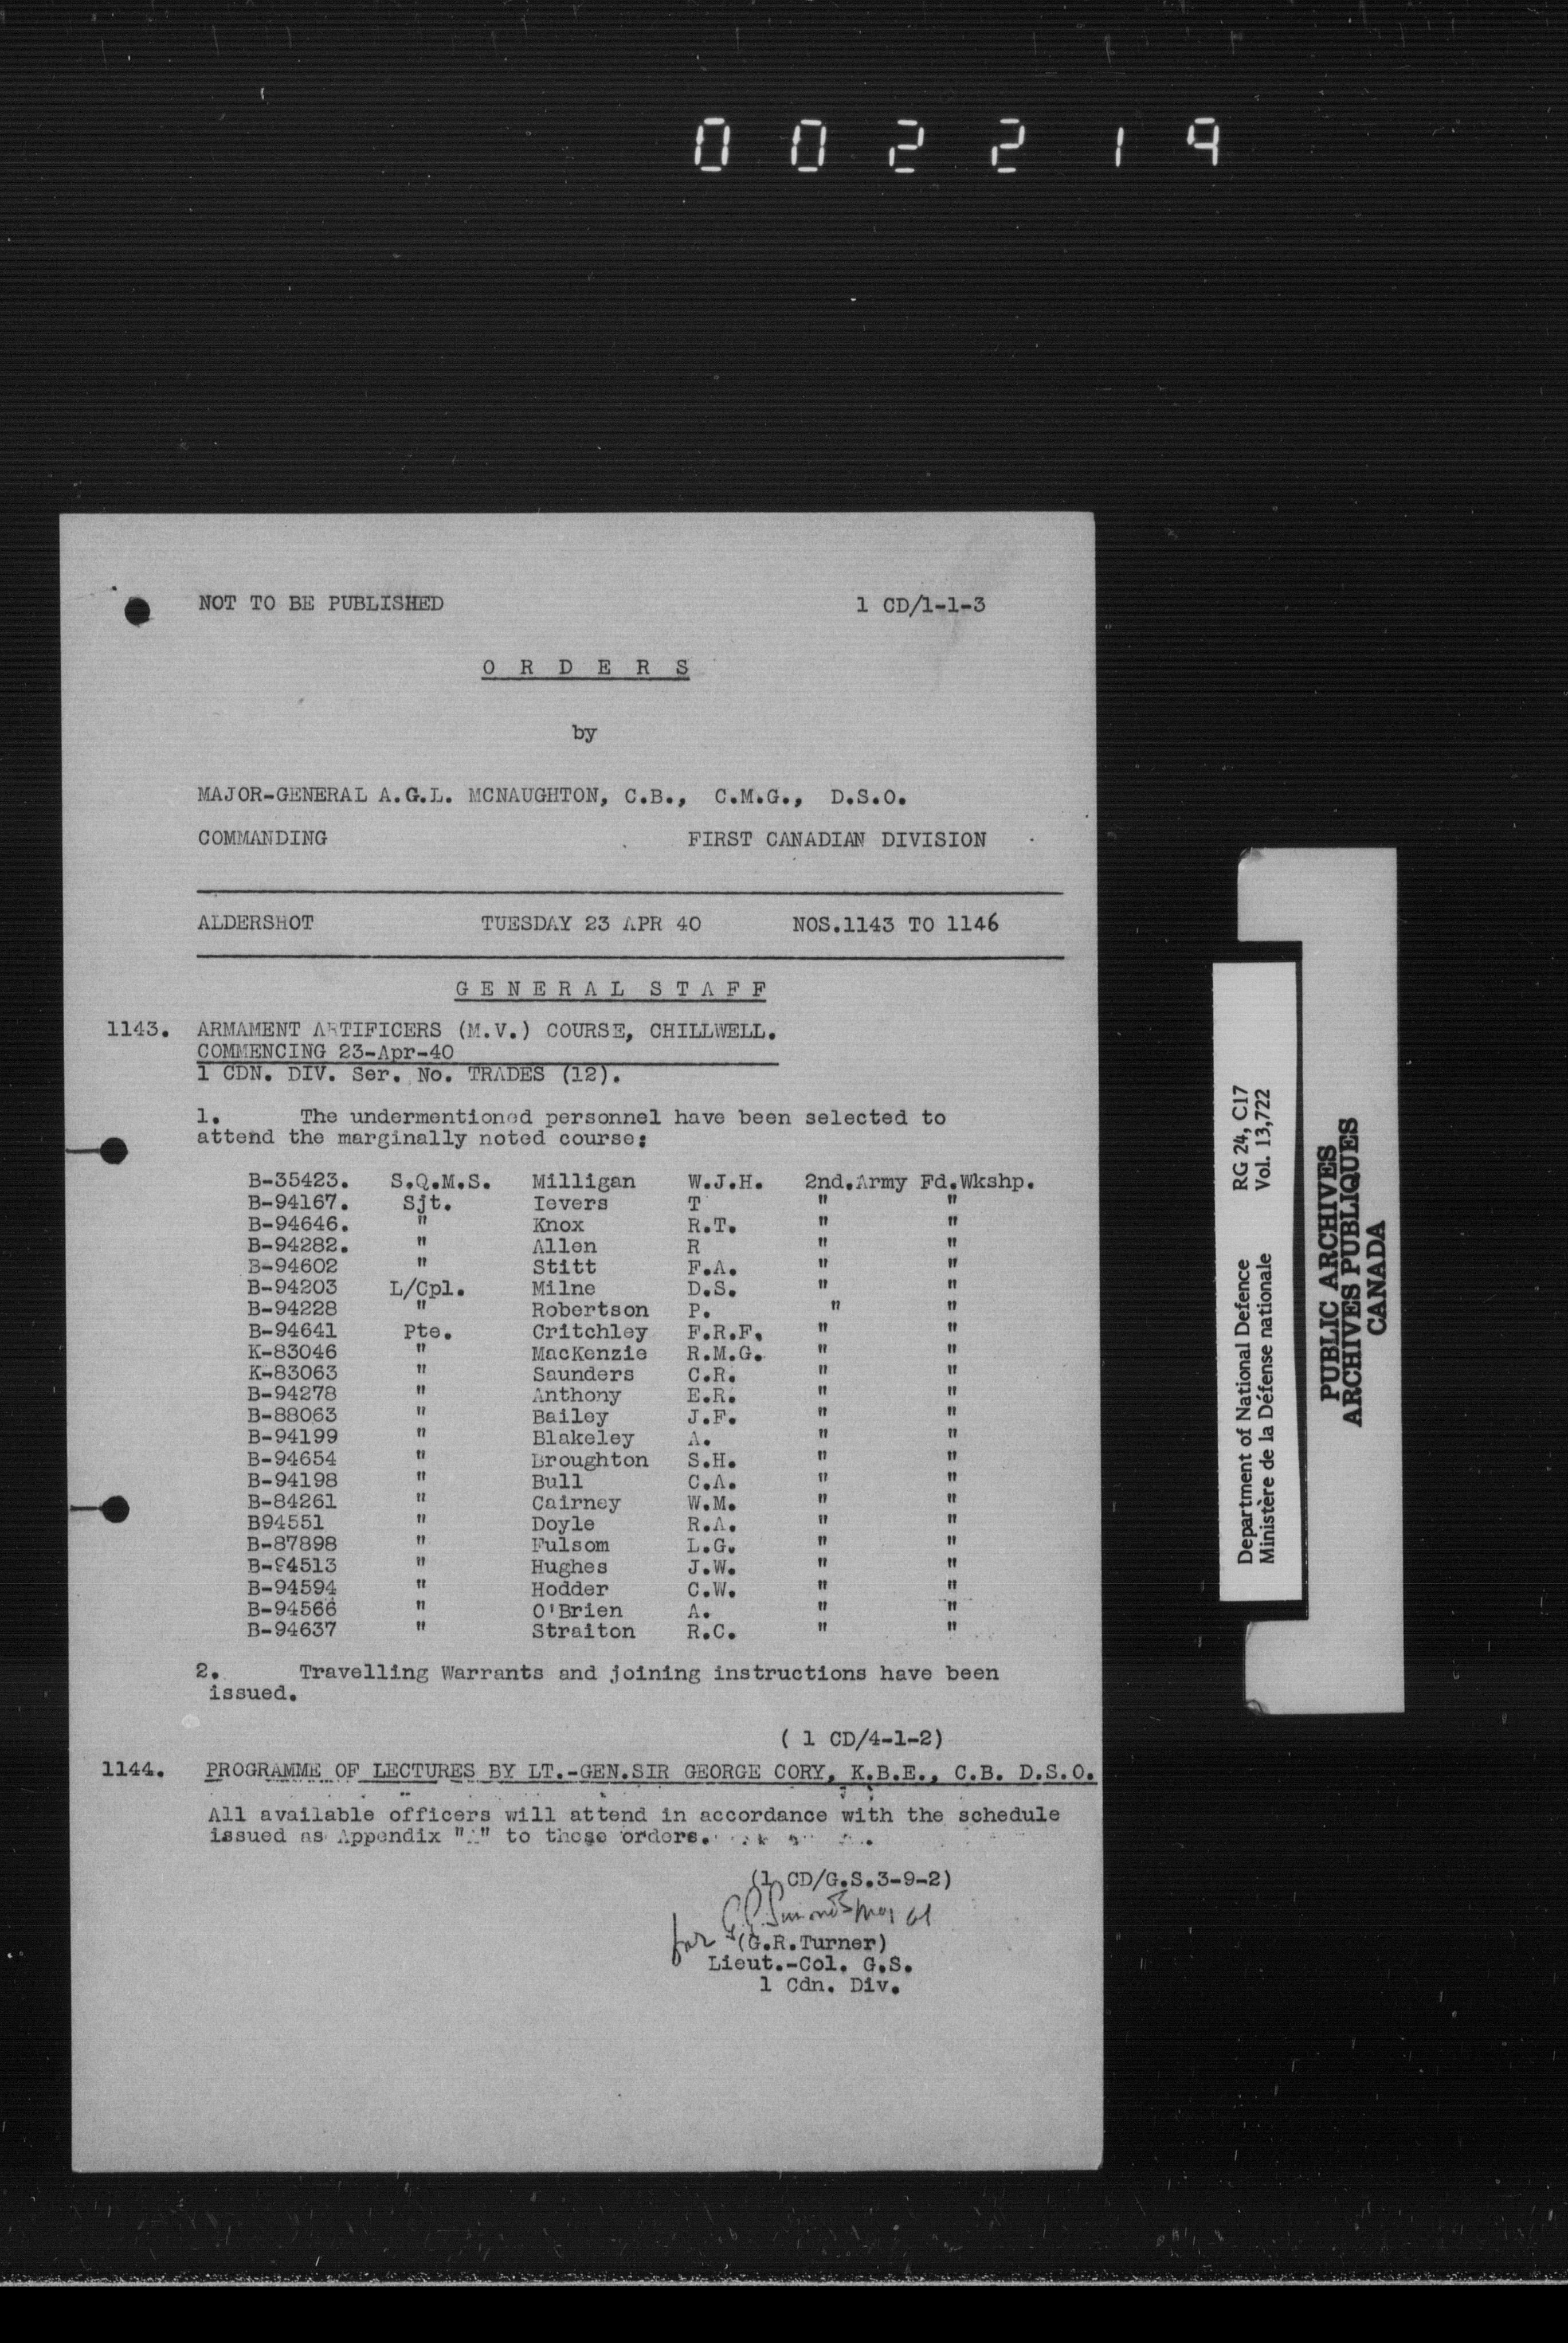 0 0 2 2 1 9
NOT TO BE PUBLISHED 1 CD/1-1-3
O R D E R S
by
MAJOR-GENERAL A.G.L. MCNAUGHTON, C.B., C.M.G., D.S.O.
COMMANDING FIRST CANADIAN DIVISION
ALDERSHOT TUESDAY 23 APR 40 NOS.1143 TO 1146
G E N E R A L S T A F F
1143. ARMAMENT ARTIFICERS (M.V.) COURSE, CHILLWELL.
COMMENCING 23-Apr-40
1 CDN. DIV. Ser. No. TRADES (12).
1. The undermentioned personnel have been selected to
attend the marginally noted course:
B-35423. S.Q.M.S. Milligan W.J.H. 2nd.Army Fd.Wkshp.
B-94167. Sjt. Ievers T " "
B-94646. " Knox R.T. " "
B-94282. " Allen R " "
B-94602 " Stitt F.A. " "
B-94203 L/Cpl. Milne D.S. " "
B-94228 " Robertson P. " "
B-94641 Pte. Critchley F.R.F. " "
K-83046 " MacKenzie R.M.G. " "
K-83063 " Saunders C.R. " "
B-94278 " Anthony E.R. " "
B-88063 " Bailey J.F. " "
B-94199 " Blakeley A. " "
B-94654 " Broughton S.H. " "
B-94198 " Bull C.A. " "
B-84261 " Cairney W.M. " "
B94551 " Doyle R.A. " "
B-87898 " Fulsom L.G. " "
B-94513 " Hughes J.W. " "
B-94594 " Hodder C.W. " "
B-94566 " O'Brien A. " "
B-94637 " Straiton R.C. " "
2. Travelling Warrants and joining instructions have been
issued.
( 1 CD/4-1-2)
1144. PROGRAMME OF LECTURES BY LT.-GEN.SIR GEORGE CORY, K.B.E., C.B. D.S.O.
All available officers will attend in accordance with the schedule
issued as Appendix "A" to these orders.
(1 CD/G.S.3-9-2)
for
(G.R.Turner)
Lieut.-Col. G.S.
1 Cdn. Div.
Department of National Defence RG 24, C17
Ministère de la Défense nationale Vol. 13,722
PUBLIC ARCHIVES
ARCHIVES PUBLIQUES
CANADA